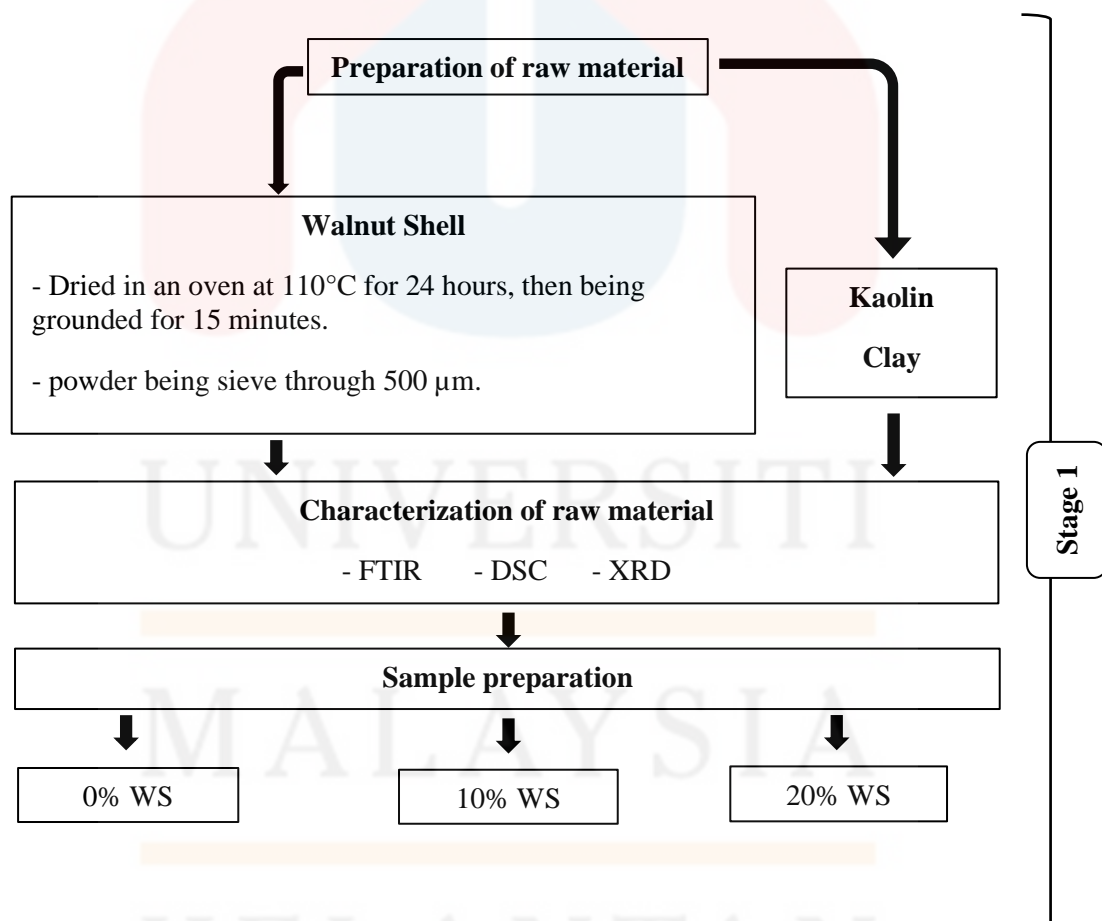 Preparation of raw material
Walnut Shell
- Dried in an oven at 110°C for 24 hours, then being
grounded for 15 minutes.
- powder being sieve through 500 µm.
Kaolin
Clay
Characterization of raw material
- FTIR - DSC - XRD
Sample preparation
0% WS
10% WS
20% WS
Stage 1
UNIVERSITI
MALAYSIA
KELANTAN